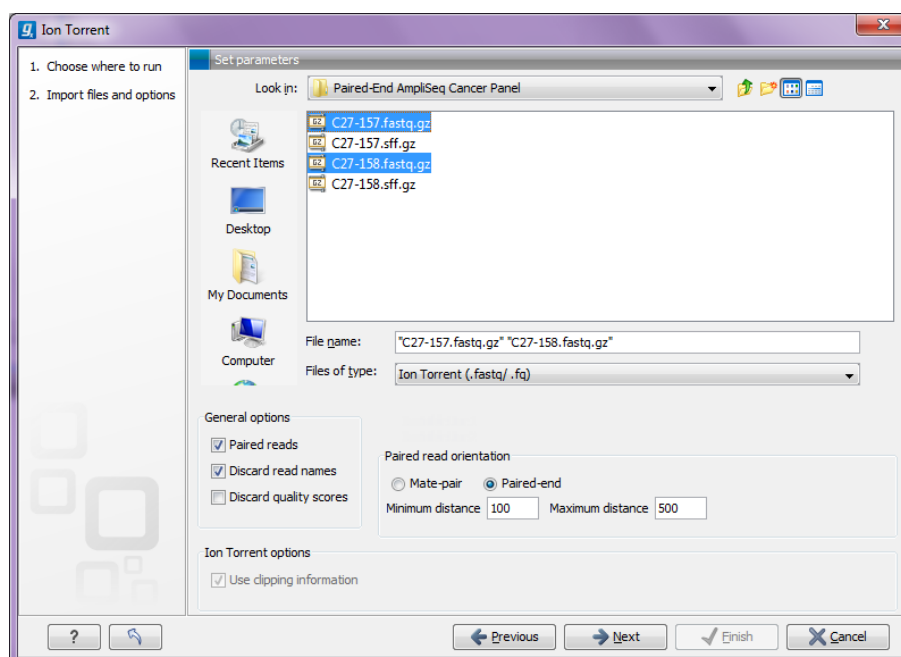 Ion Torrent
1. Choose where to run
2. Import files and options
Set parameters
Look in:
Paired-End AmpliSeq Cancer Panel
Recent Items
Desktop
My Documents
Computer
C27-157.fastq.gz
C27-157.sff.gz
C27-158.fastq.gz
C27-158.sff.gz
File name:
"C27-157.fastq.gz" "C27-158.fastq.gz"
Files of type:
Ion Torrent (.fastq/ .fq)
General options
Paired reads
Discard read names
Discard quality scores
Paired read orientation
Mate-pair
Paired-end
Minimum distance 100
Maximum distance 500
Ion Torrent options
Use clipping information
?
Previous
Next
Finish
Cancel